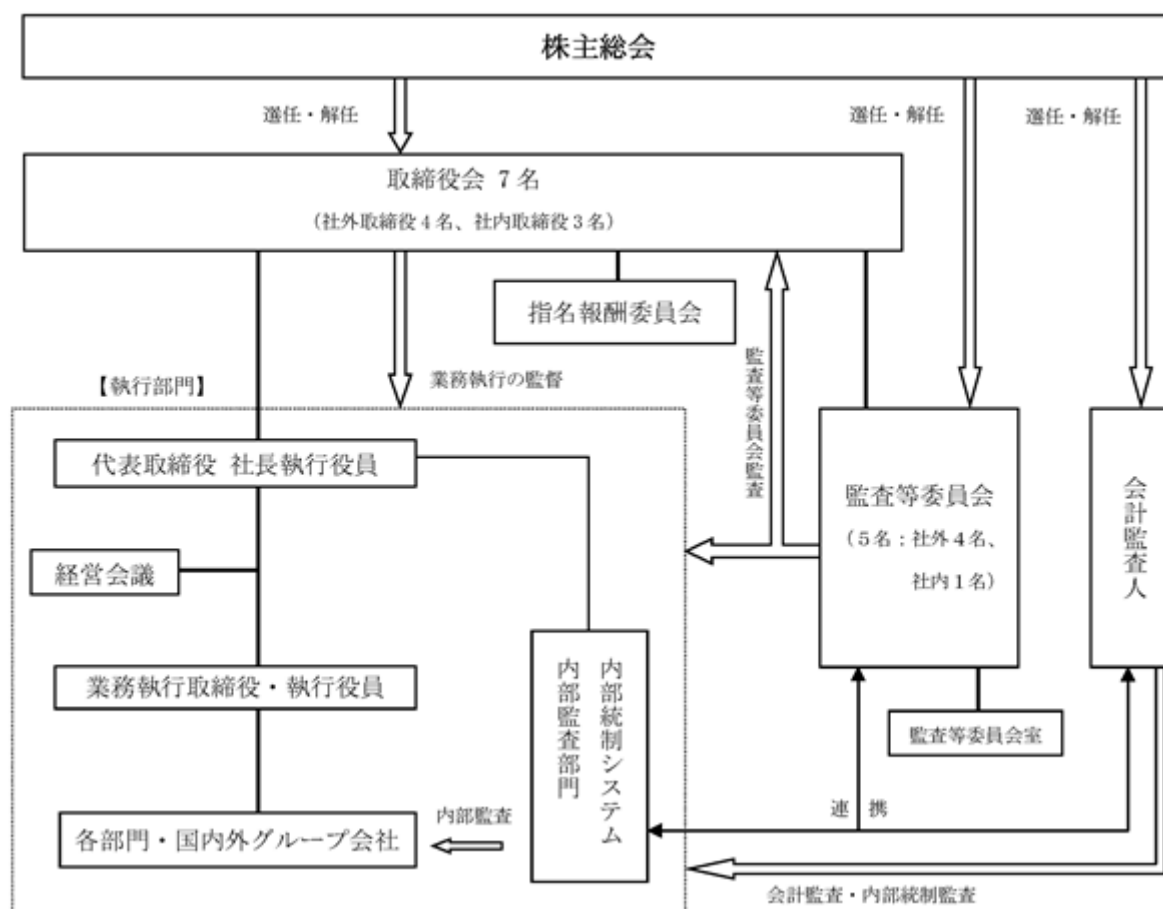 株主総会
選任・解任
選任・解任
選任・解任
取締役会 7名
(社外取締役4名、社内取締役3名)
指名報酬委員会
【執行部門】
業務執行の監督
監査等委員会監査
代表取締役 社長執行役員
経営会議
業務執行取締役・執行役員
各部門・国内外グループ会社
内部監査
内部統制システム
内部監査部門
監査等委員会
(5名:社外4名、
社内1名)
監査等委員会室
会計監査人
連携
会計監査・内部統制監査